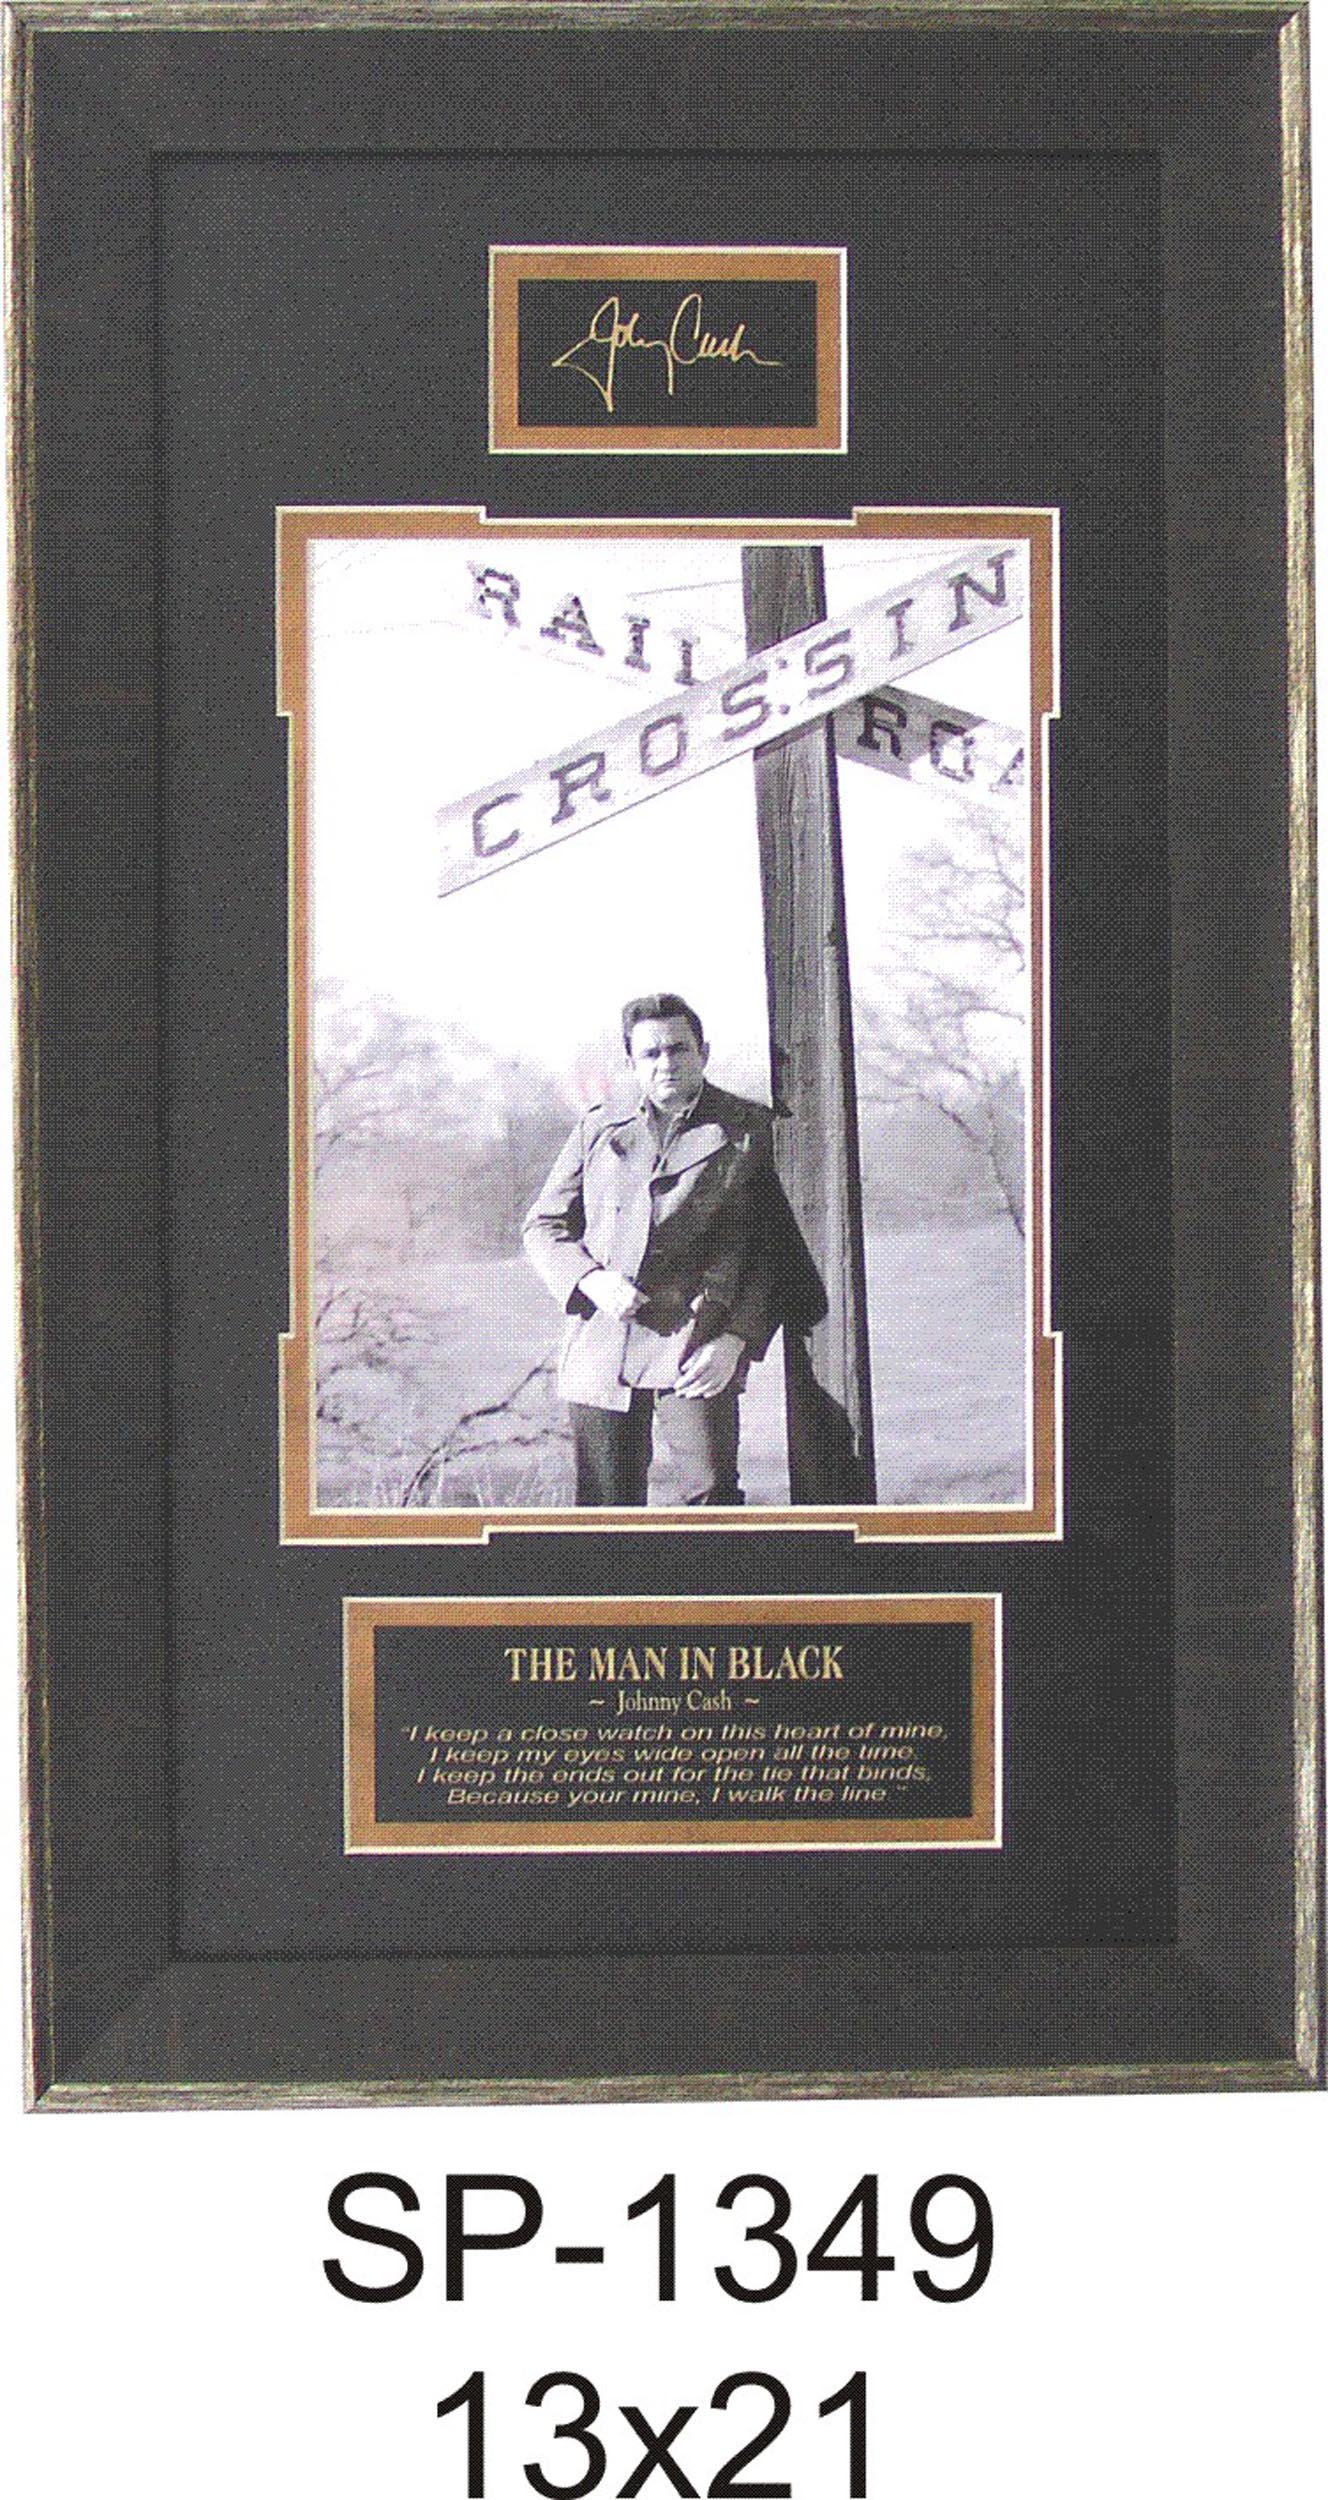 Johnny Cash
RAILROA
CROSSIN
THE MAN IN BLACK
~ Johnny Cash ~
"I keep a close watch on this heart of mine,
I keep my eyes wide open all the time,
I keep the ends out for the tie that binds,
Because your mine, I walk the line "
SP-1349
13x21